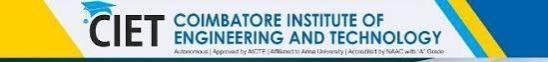 CIET COIMBATORE INSTITUTE OF
ENGINEERING AND TECHNOLOGY
Autonomous | Approved by AICTE | Affiliated to Anna University | Accredited by NAAC with 'A' Grade